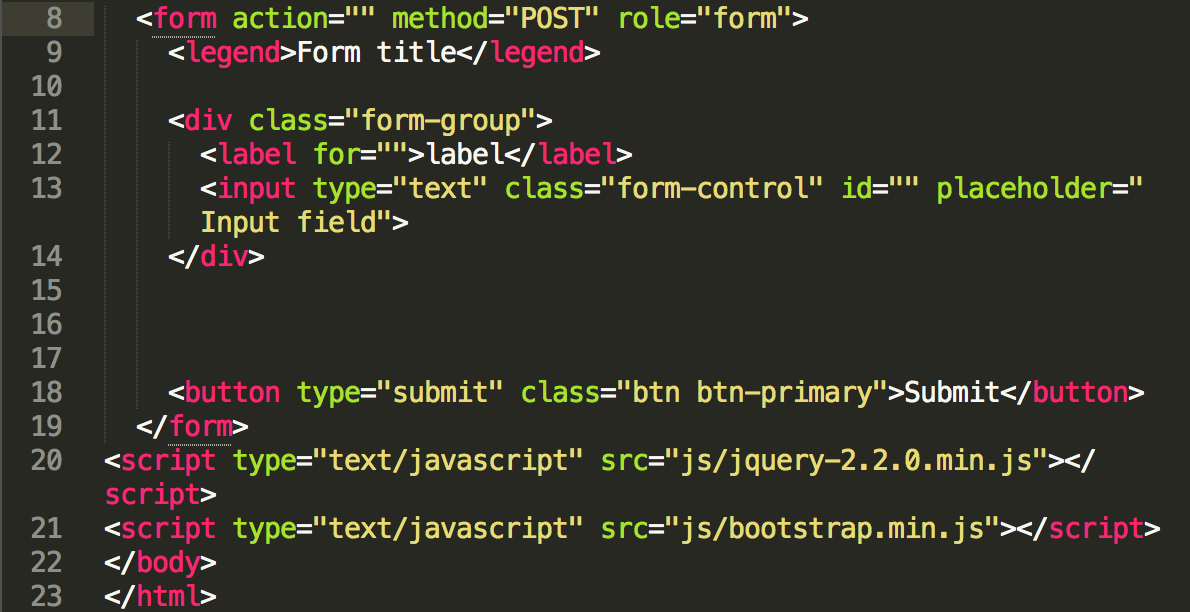 8 <form action="" method="POST" role="form">
9 <legend>Form title</legend>
10
11 <div class="form-group">
12 <label for="">label</label>
13 <input type="text" class="form-control" id="" placeholder="
Input field">
14 </div>
15
16
17
18 <button type="submit" class="btn btn-primary">Submit</button>
19 </form>
20 <script type="text/javascript" src="js/jquery-2.2.0.min.js"></
script>
21 <script type="text/javascript" src="js/bootstrap.min.js"></script>
22 </body>
23 </html>